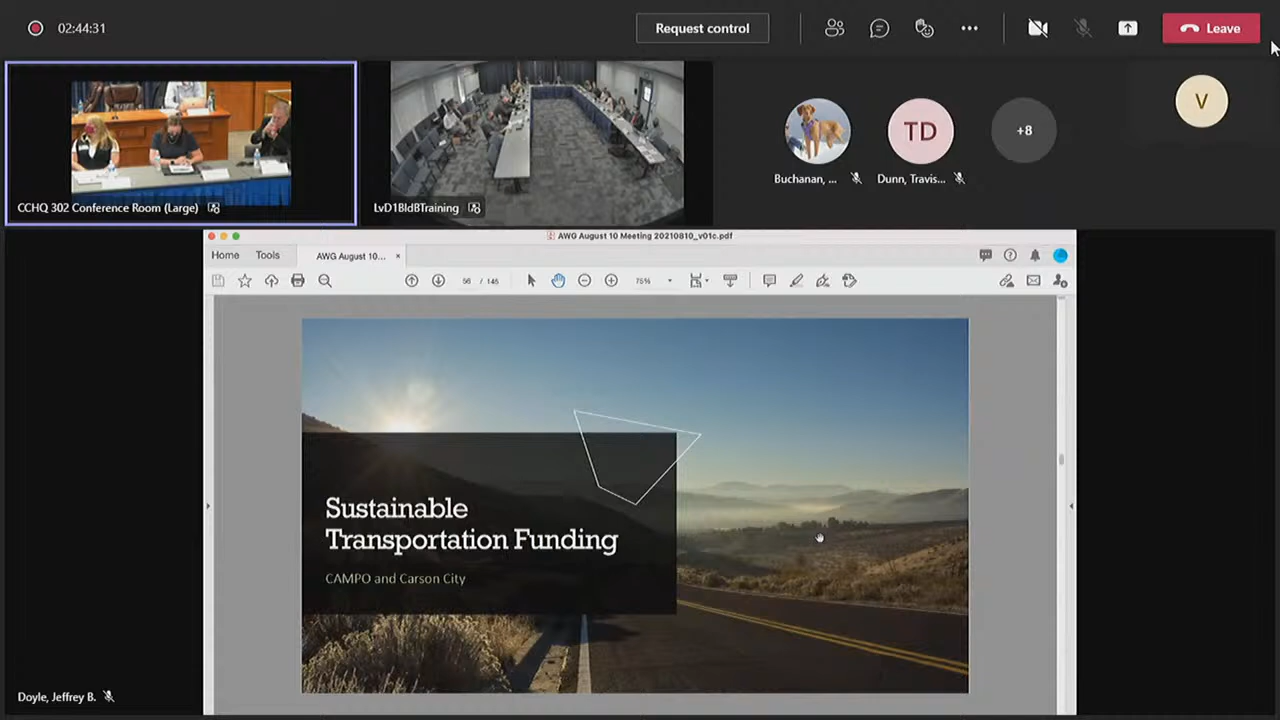 02:44:31
Request control
Leave
CCHQ 302 Conference Room (Large)
LvD1BldBTraining
Buchanan, ...
TD
Dunn, Travis...
+8
V
AWG August 10 Meeting 20210810_v01c.pdf
Home
Tools
AWG August 10...
56 / 145
75%
Sustainable
Transportation Funding
CAMPO and Carson City
Doyle, Jeffrey B.